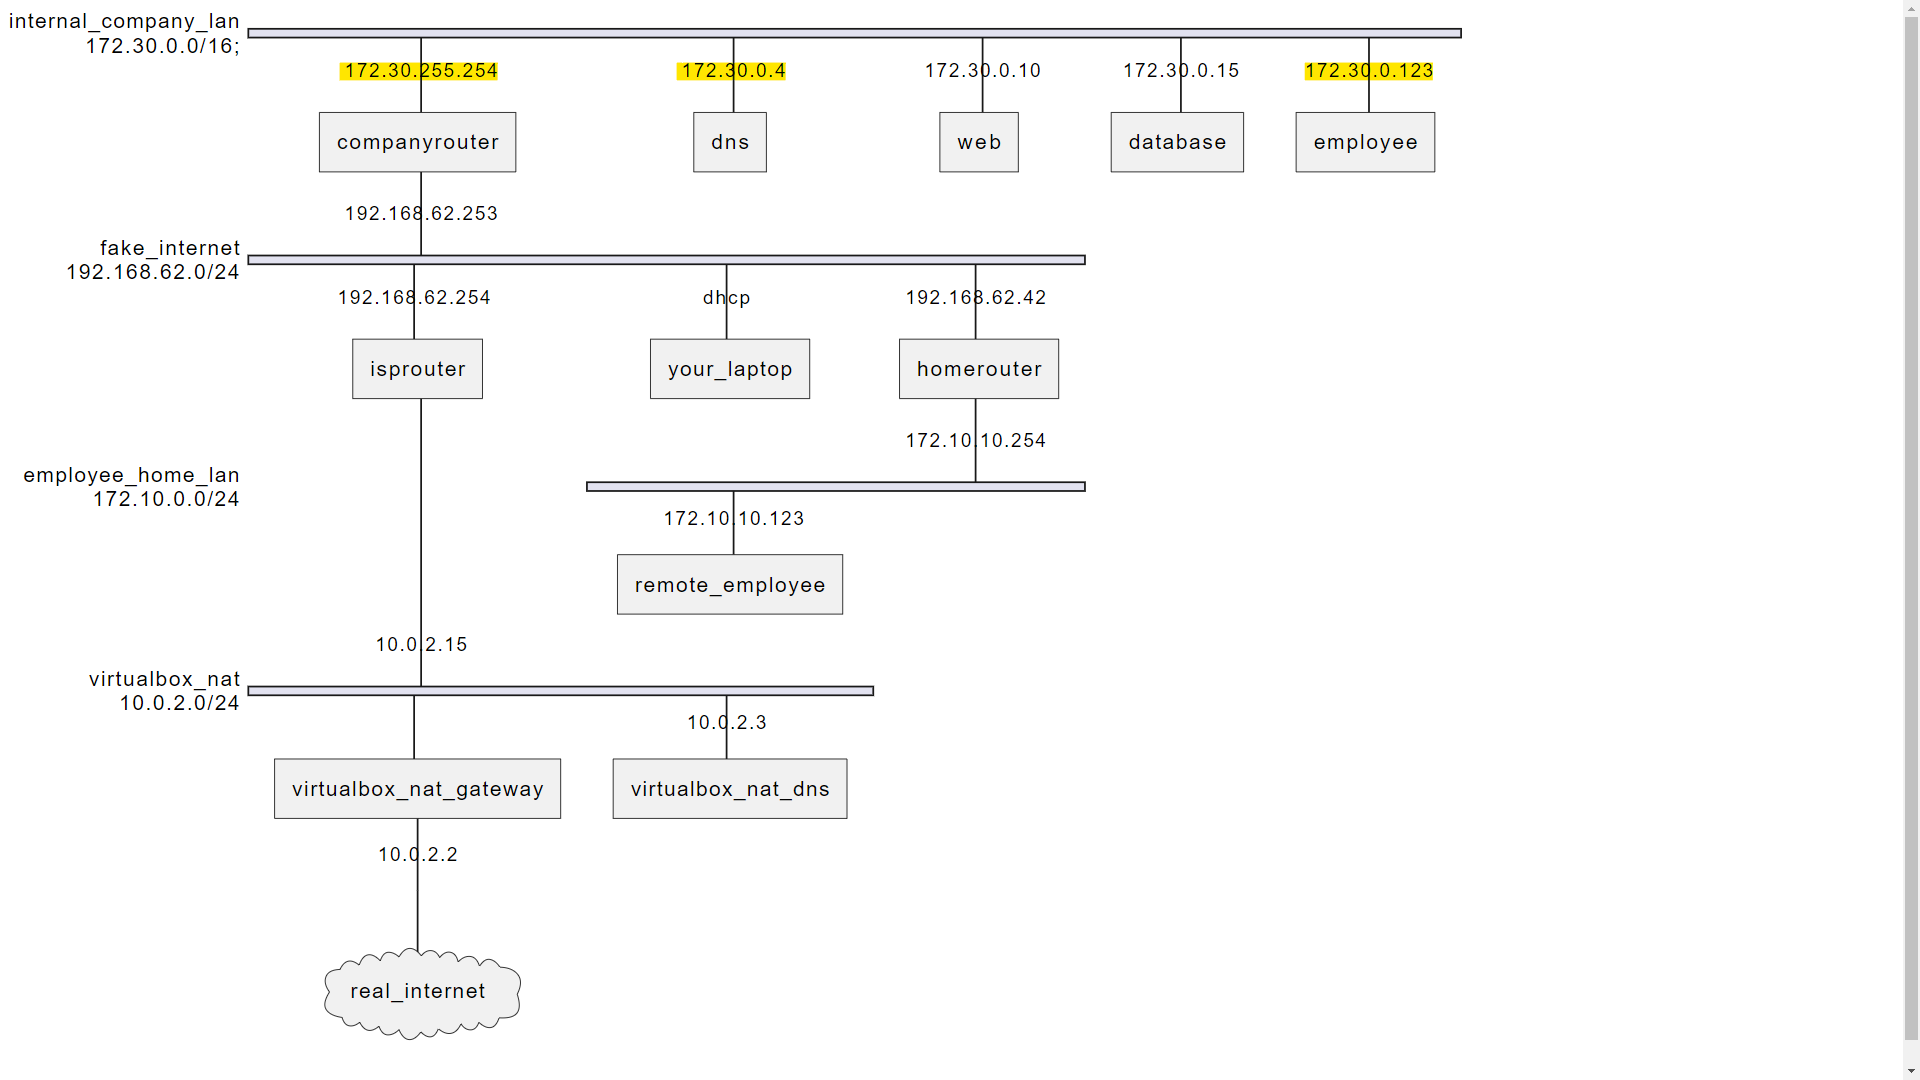 internal_company_lan
172.30.0.0/16;
172.30.255.254
172.30.0.4
172.30.0.10
172.30.0.15
172.30.0.123
companyrouter
dns
web
database
employee
192.168.62.253
fake_internet
192.168.62.0/24
192.168.62.254
dhcp
192.168.62.42
isprouter
your_laptop
homerouter
172.10.10.254
employee_home_lan
172.10.0.0/24
172.10.10.123
remote_employee
10.0.2.15
virtualbox_nat
10.0.2.0/24
10.0.2.3
virtualbox_nat_gateway
virtualbox_nat_dns
10.0.2.2
real_internet